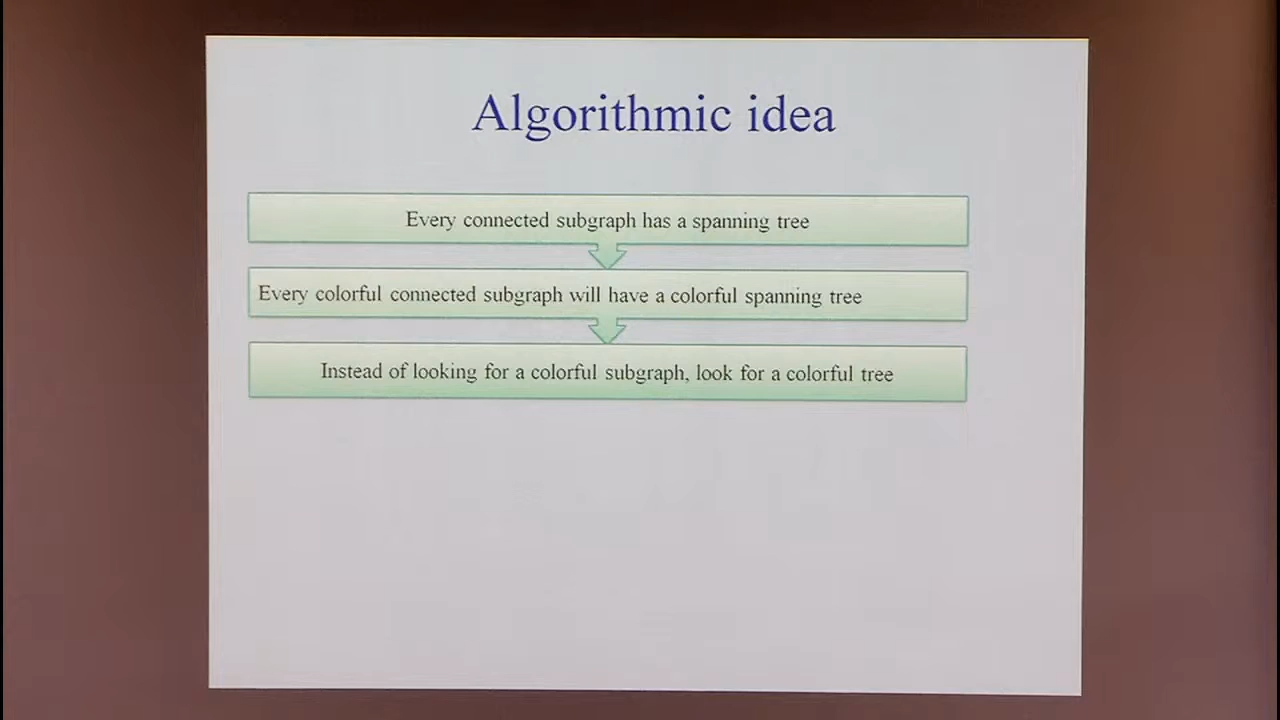 Algorithmic idea
Every connected subgraph has a spanning tree
Every colorful connected subgraph will have a colorful spanning tree
Instead of looking for a colorful subgraph, look for a colorful tree